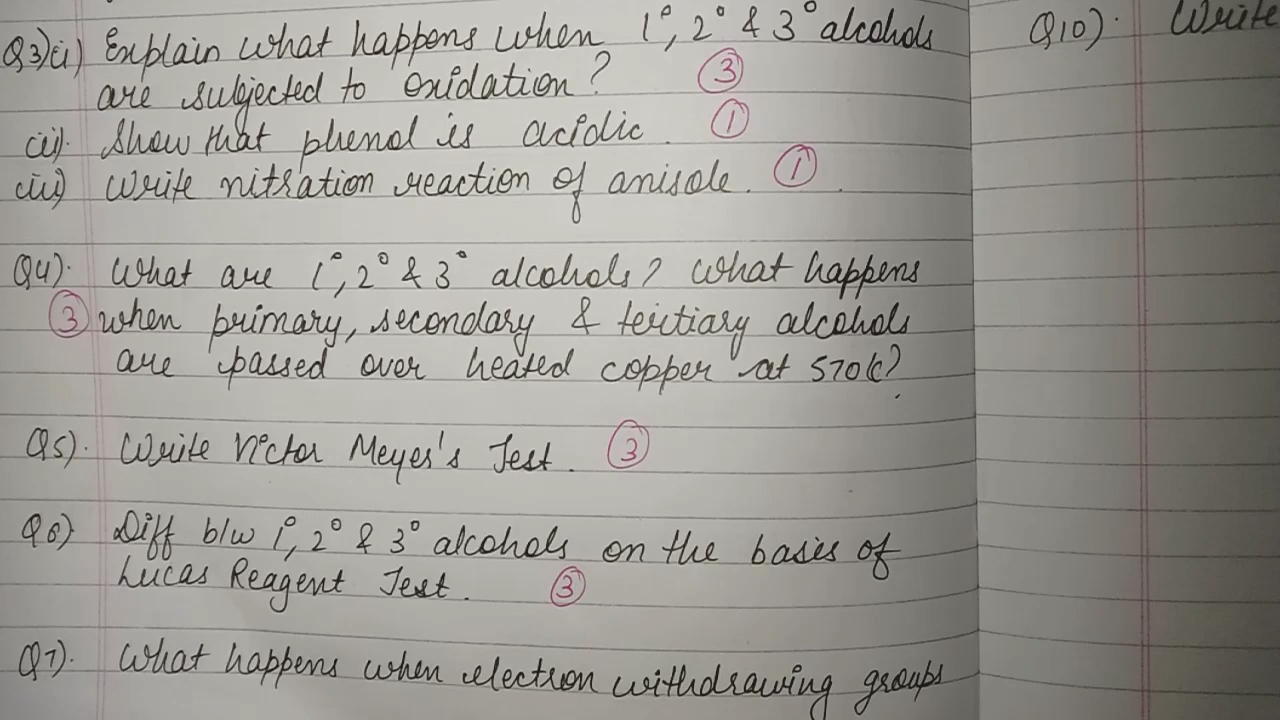 Q3)(i) Explain what happens when 1°, 2° & 3° alcohols
are subjected to oxidation? (3)
(ii). Show that phenol is acidic. (1)
(iii) Write nitration reaction of anisole. (1).
Q4). What are 1°, 2° & 3° alcohols? What happens
(3) when primary, secondary & tertiary alcohols
are passed over heated copper at 570K?
Q5). Write Victor Meyer's Test. (3)
Q6) Diff b/w 1°, 2° & 3° alcohols on the basis of
Lucas Reagent Test. (3)
Q7). What happens when electron withdrawing groups
Q10). Write